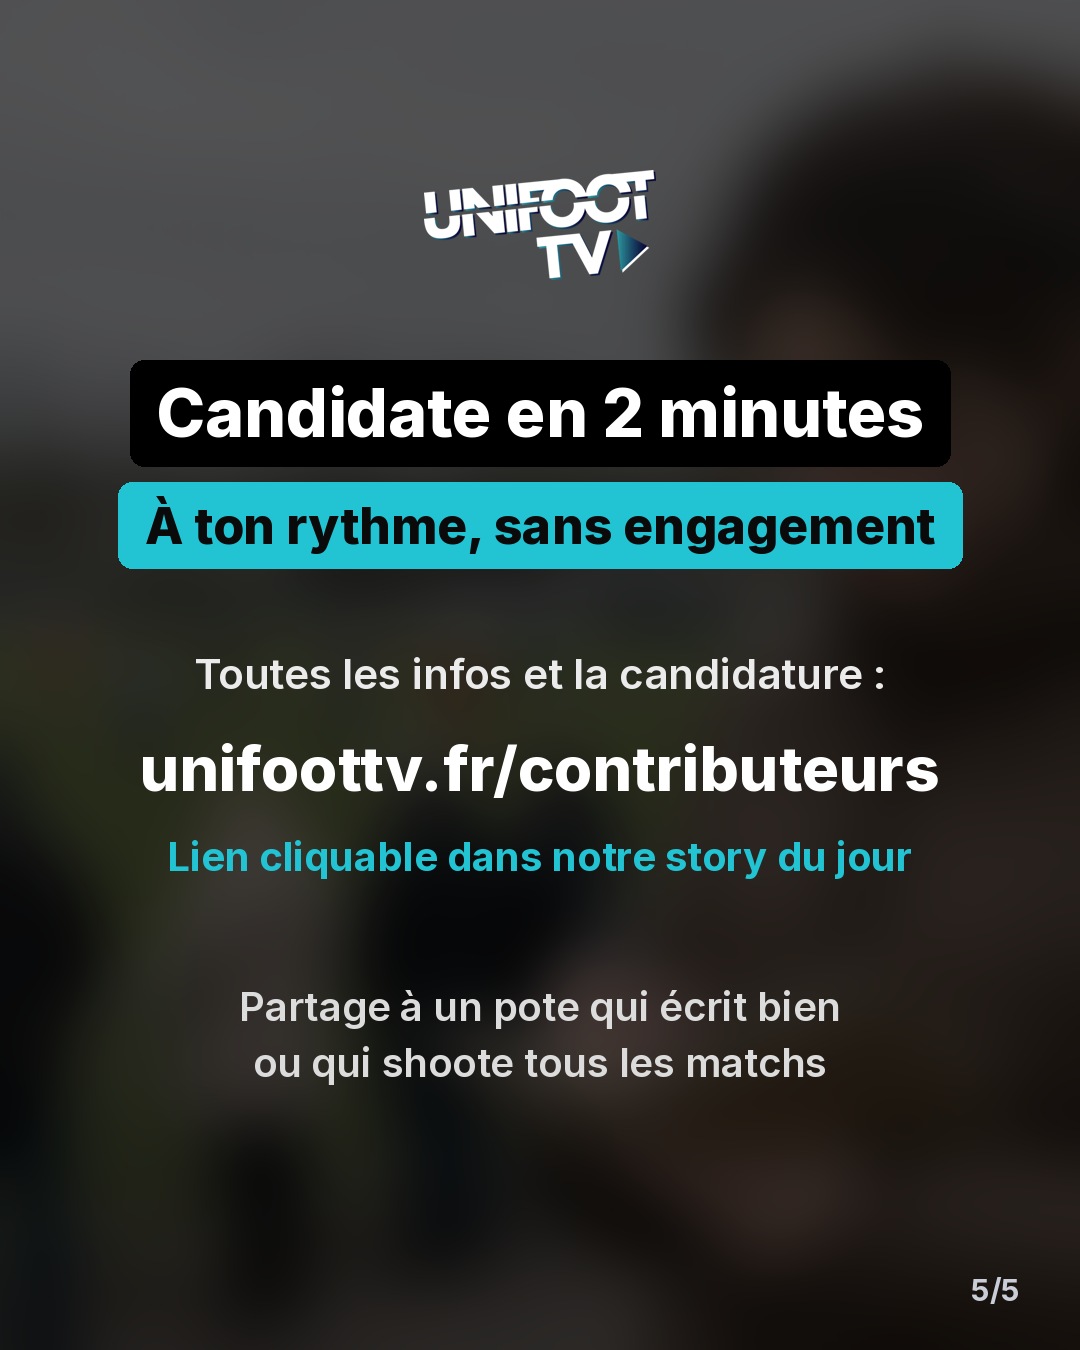 UNIFOOT
TV
Candidate en 2 minutes
À ton rythme, sans engagement
Toutes les infos et la candidature :
unifoottv.fr/contributeurs
Lien cliquable dans notre story du jour
Partage à un pote qui écrit bien
ou qui shoote tous les matchs
5/5